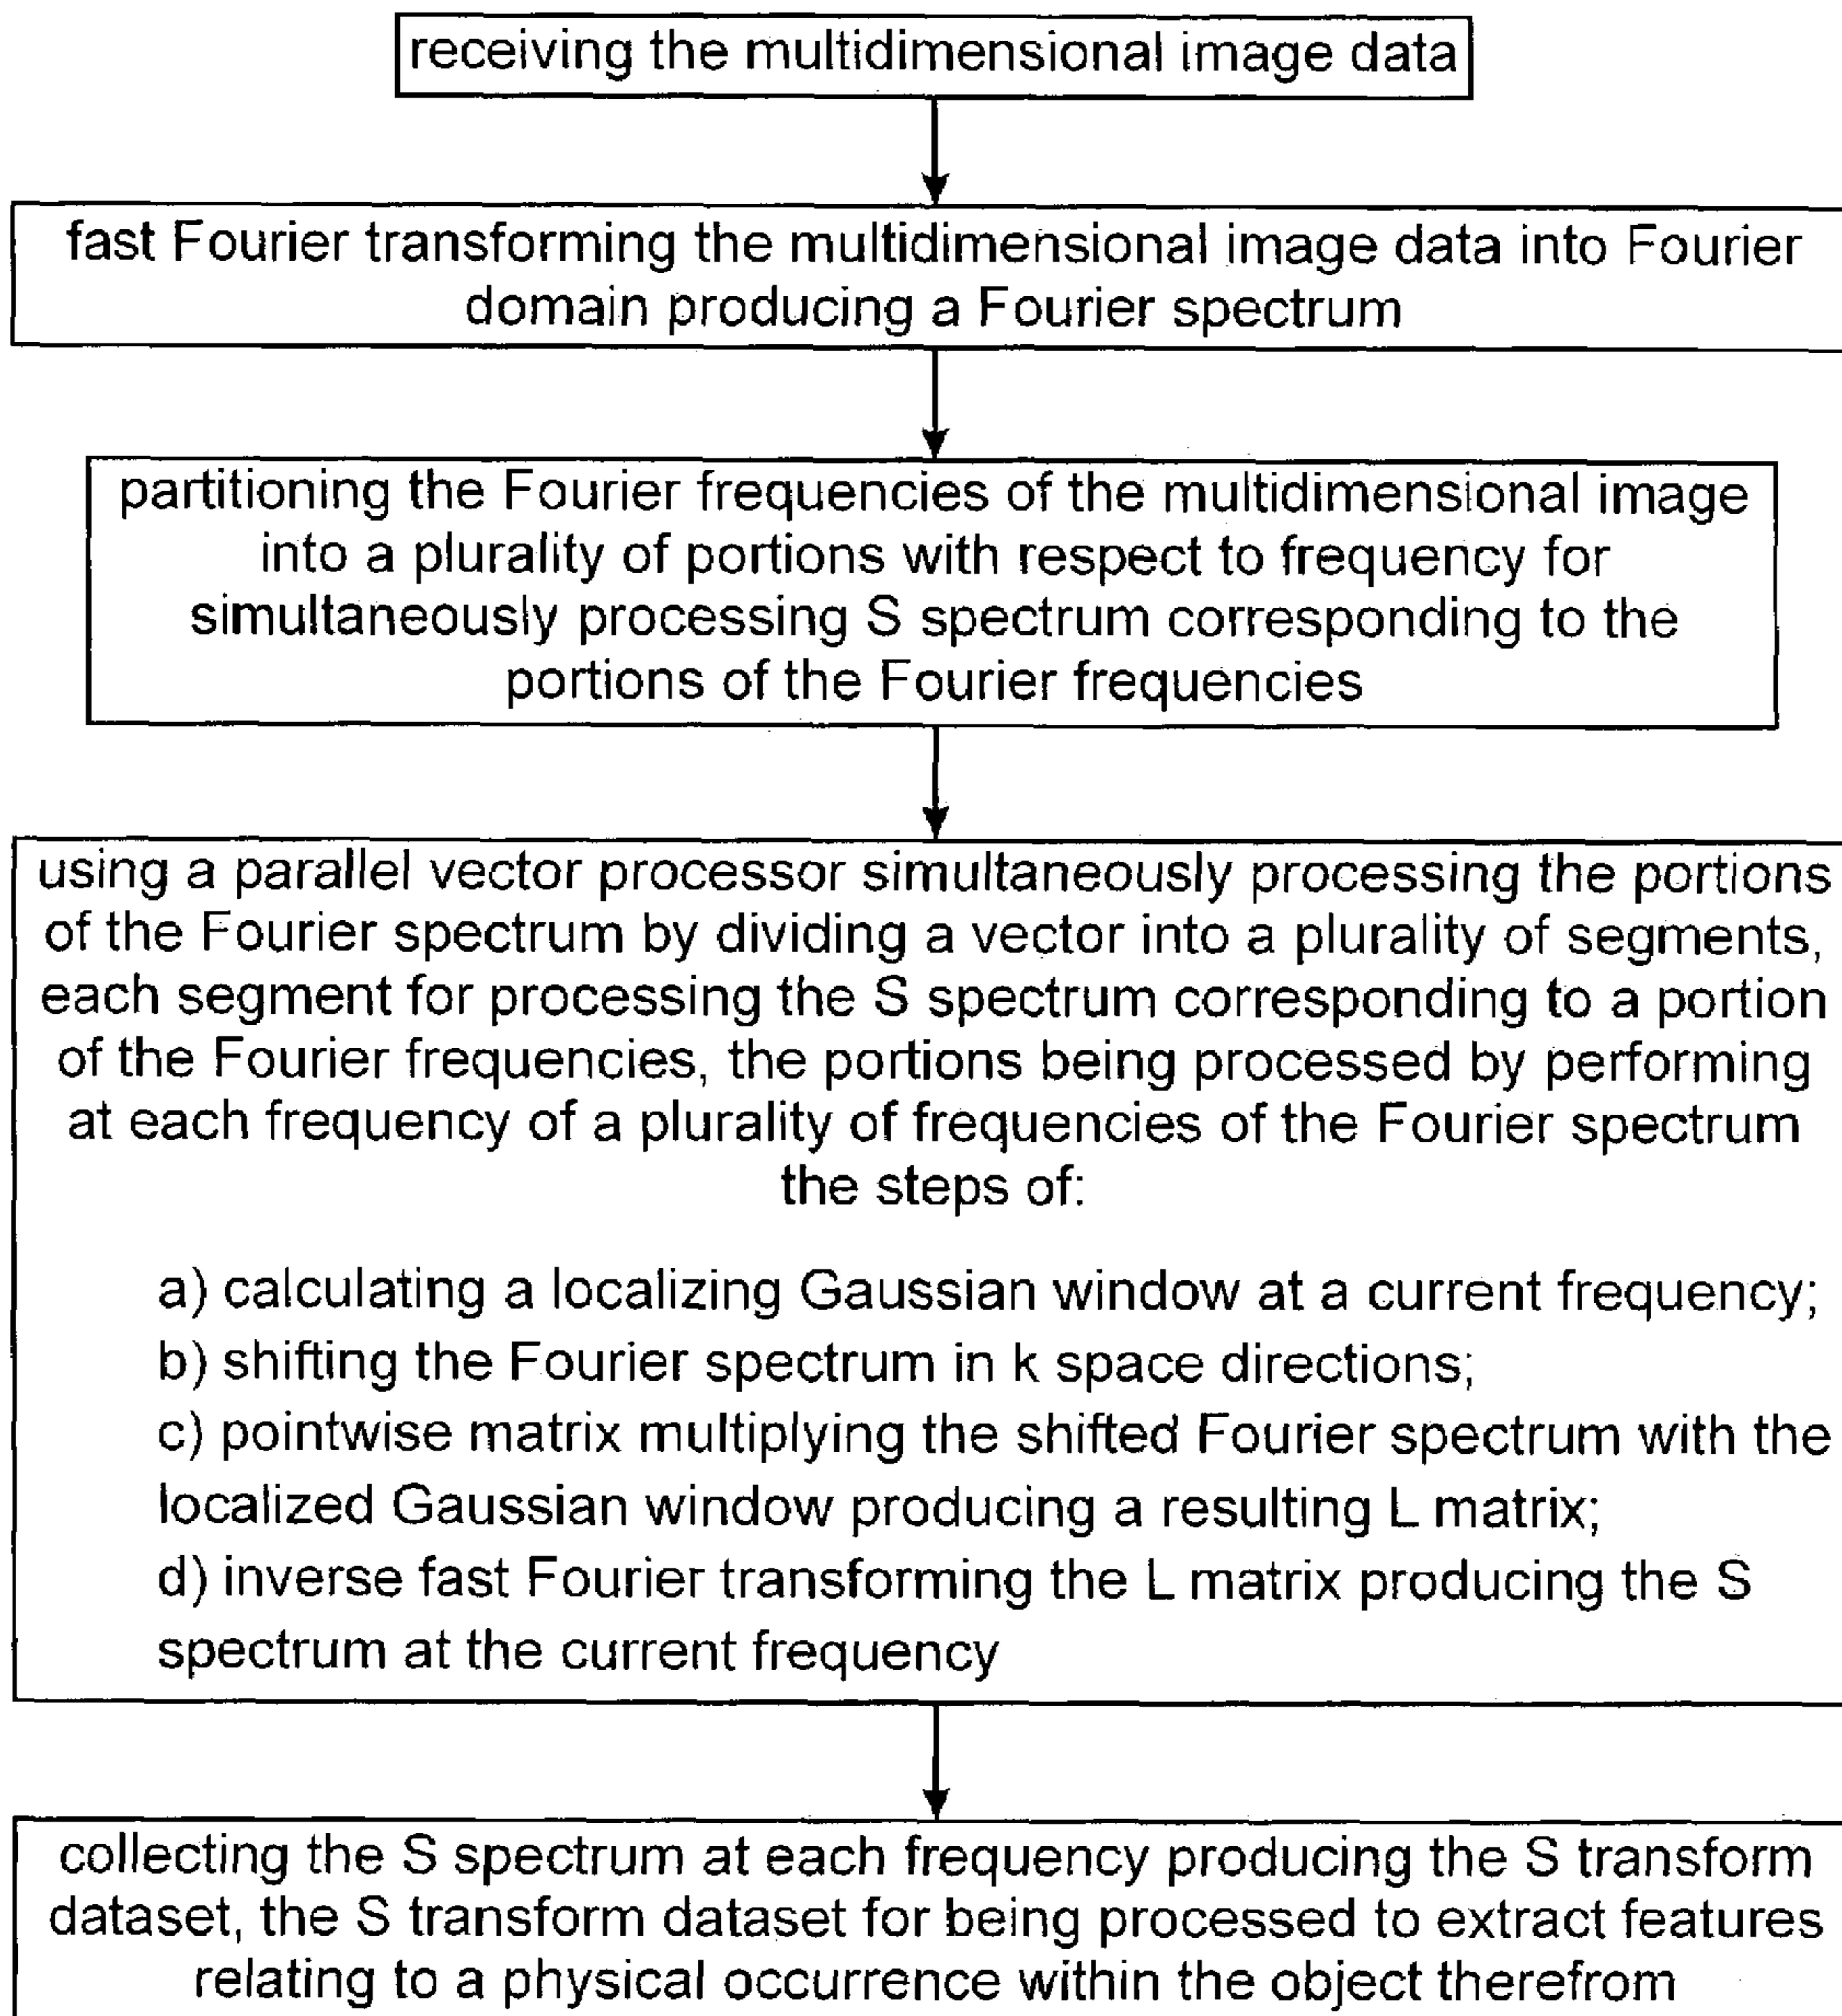 receiving the multidimensional image data
fast Fourier transforming the multidimensional image data into Fourier
domain producing a Fourier spectrum
partitioning the Fourier frequencies of the multidimensional image
into a plurality of portions with respect to frequency for
simultaneously processing S spectrum corresponding to the
portions of the Fourier frequencies
using a parallel vector processor simultaneously processing the portions
of the Fourier spectrum by dividing a vector into a plurality of segments,
each segment for processing the S spectrum corresponding to a portion
of the Fourier frequencies, the portions being processed by performing
at each frequency of a plurality of frequencies of the Fourier spectrum
the steps of:
a) calculating a localizing Gaussian window at a current frequency;
b) shifting the Fourier spectrum in k space directions;
c) pointwise matrix multiplying the shifted Fourier spectrum with the
localized Gaussian window producing a resulting L matrix;
d) inverse fast Fourier transforming the L matrix producing the S
spectrum at the current frequency
collecting the S spectrum at each frequency producing the S transform
dataset, the S transform dataset for being processed to extract features
relating to a physical occurrence within the object therefrom